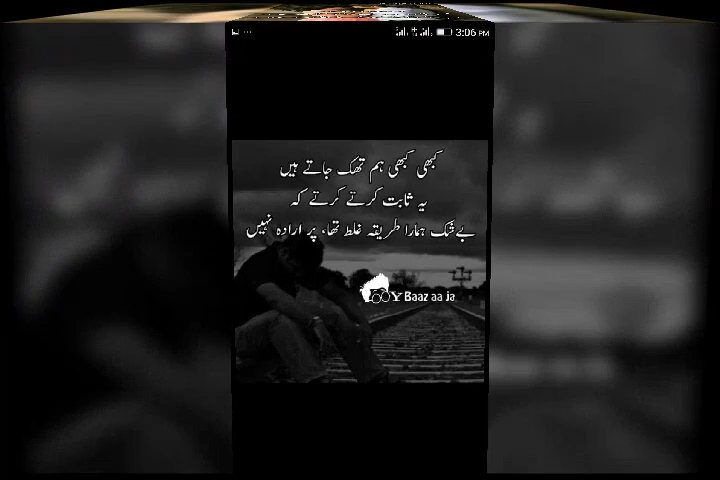 3:06 PM
کبھی کبھی ہم تھک جاتے ہیں
یہ ثابت کرتے کرتے کہ
بے شک ہمارا طریقہ غلط تھا، پر ارادہ نہیں
OOY Baaz aa ja